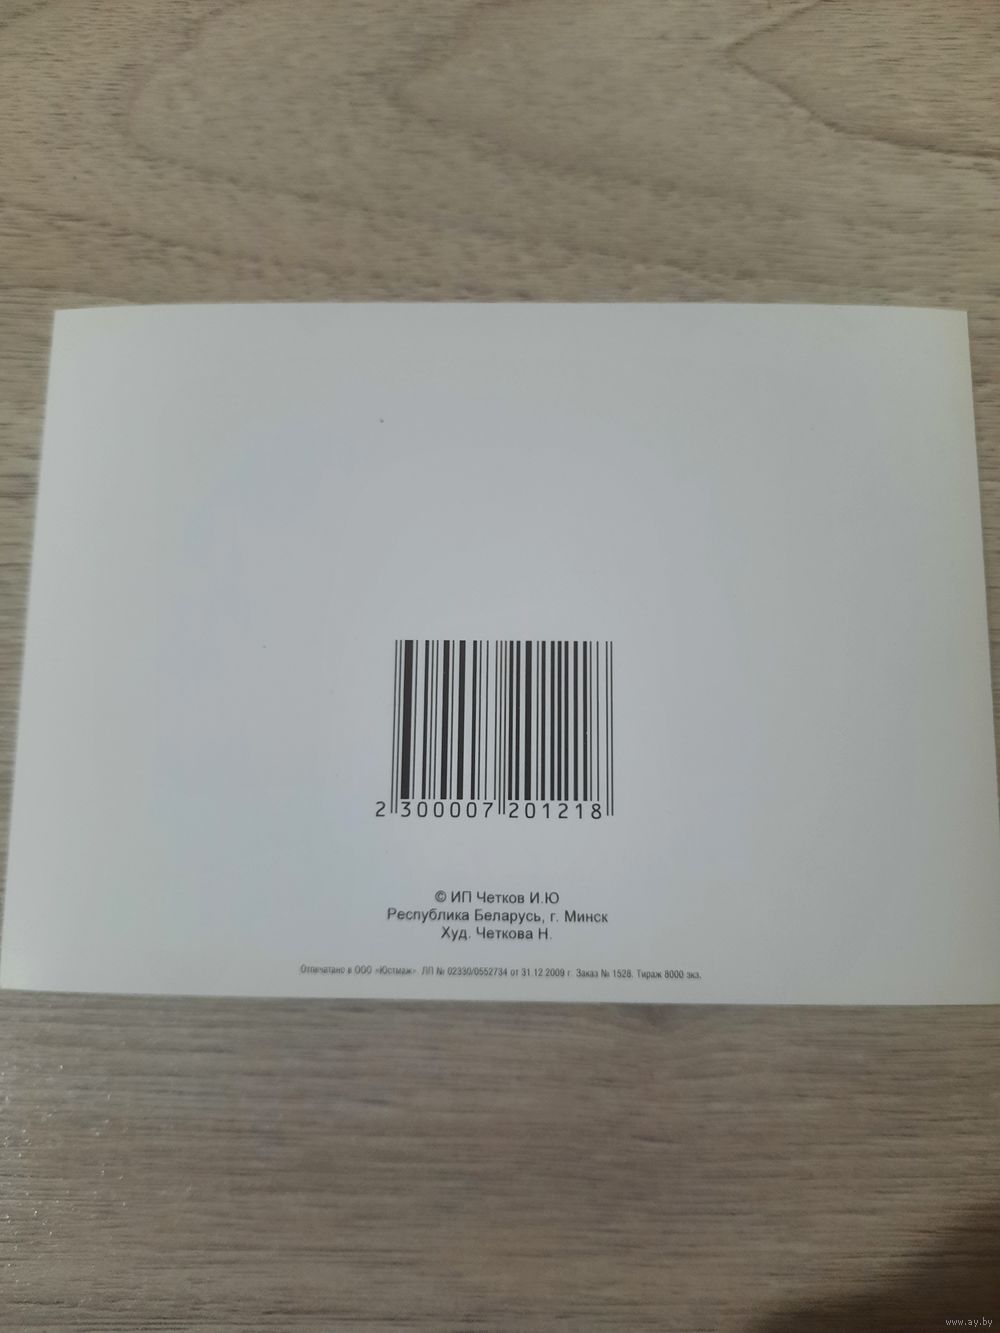 2 300007 201218
© ИП Четков И.Ю
Республика Беларусь, г. Минск
Худ. Четкова Н.
Отпечатано в ООО «Юстмаж». ЛП № 02330/0552734 от 31.12.2009 г. Заказ № 1528. Тираж 8000 экз.
www.ay.by